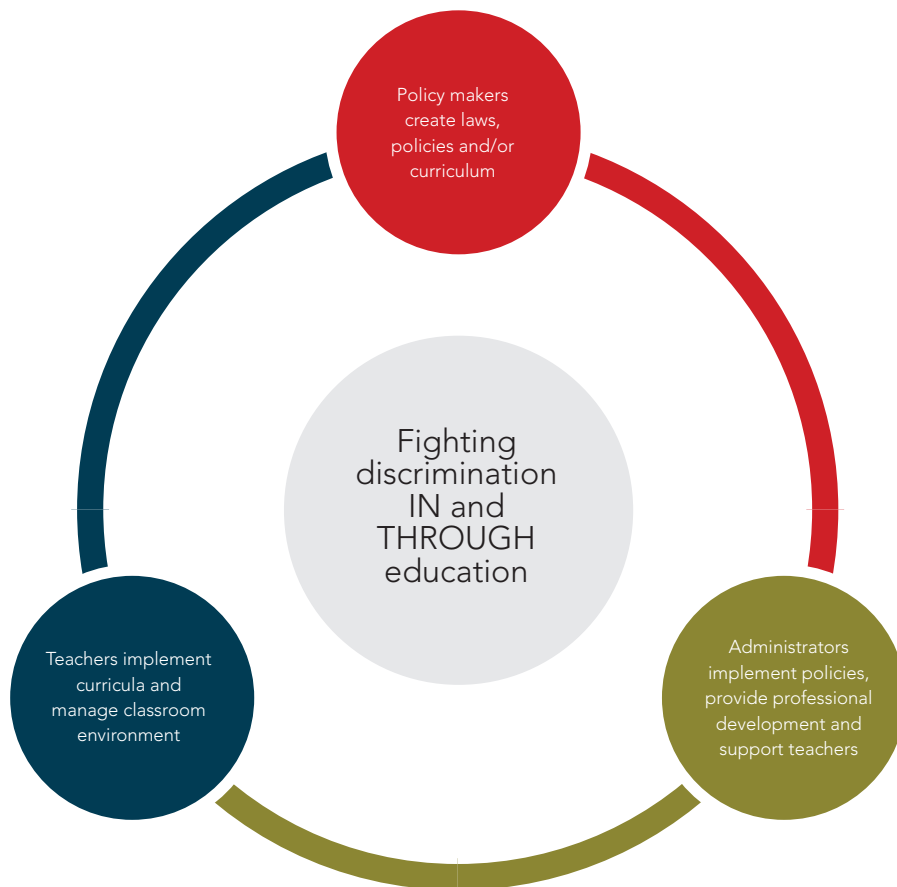 Policy makers
create laws,
policies and/or
curriculum
Fighting
discrimination
IN and
THROUGH
education
Teachers implement
curricula and
manage classroom
environment
Administrators
implement policies,
provide professional
development and
support teachers